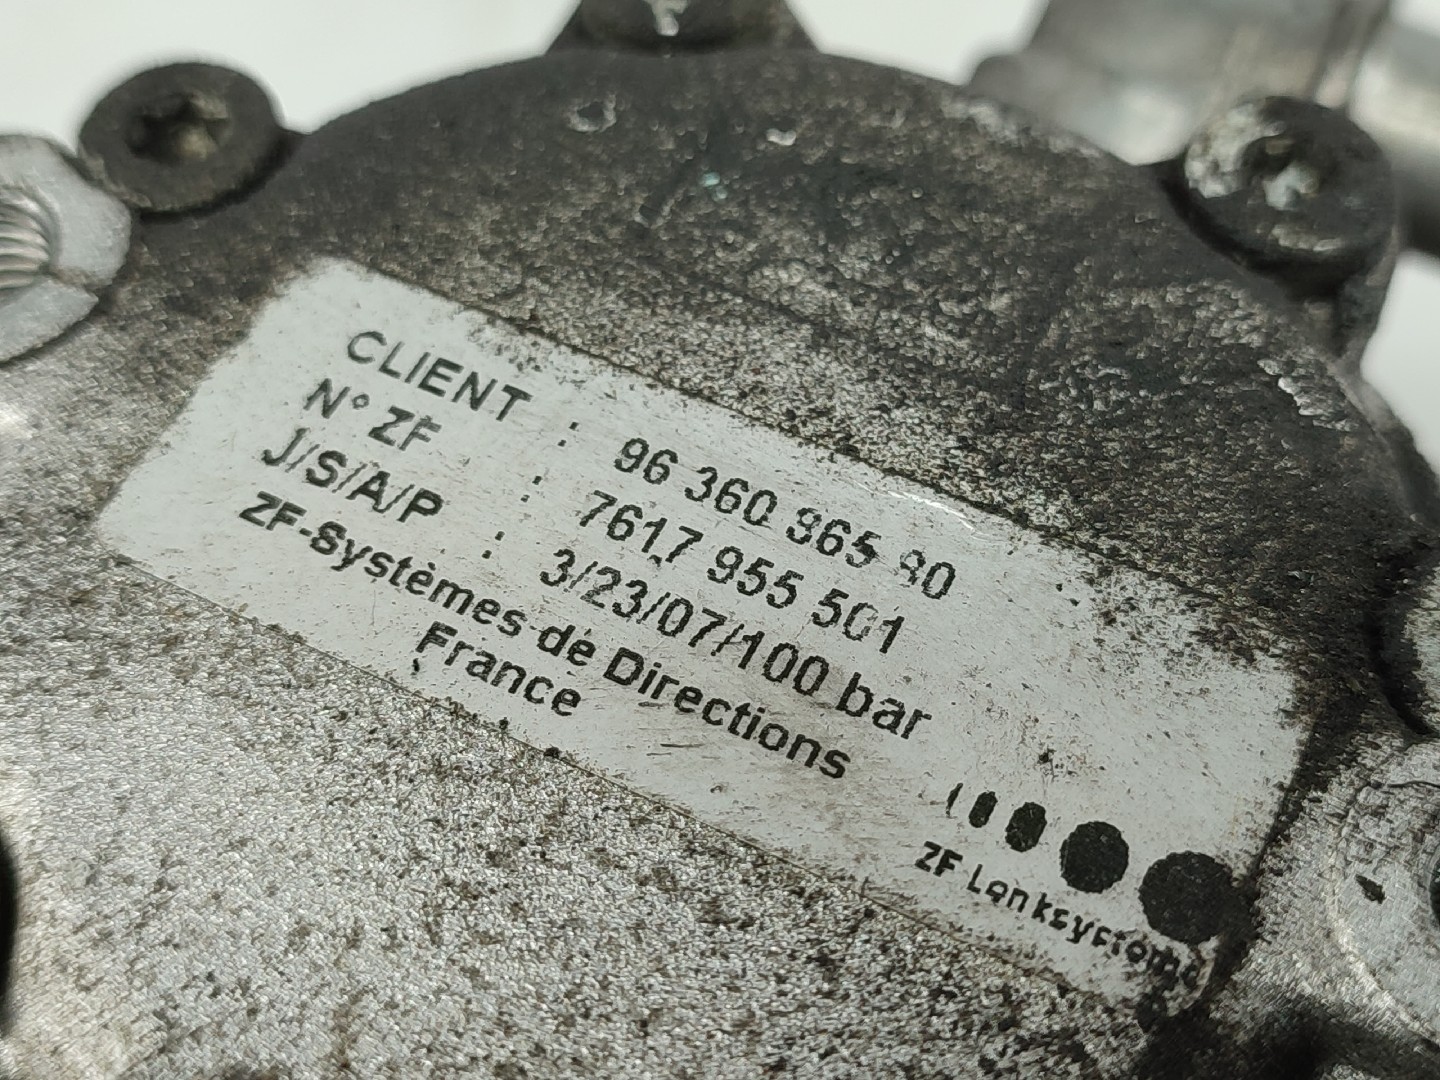 CLIENT : 96 360 365 80
N° ZF : 7617 955 501
J/S/A/P : 3/23/07/100 bar
ZF-Systèmes de Directions
France
ZF Lenksysteme